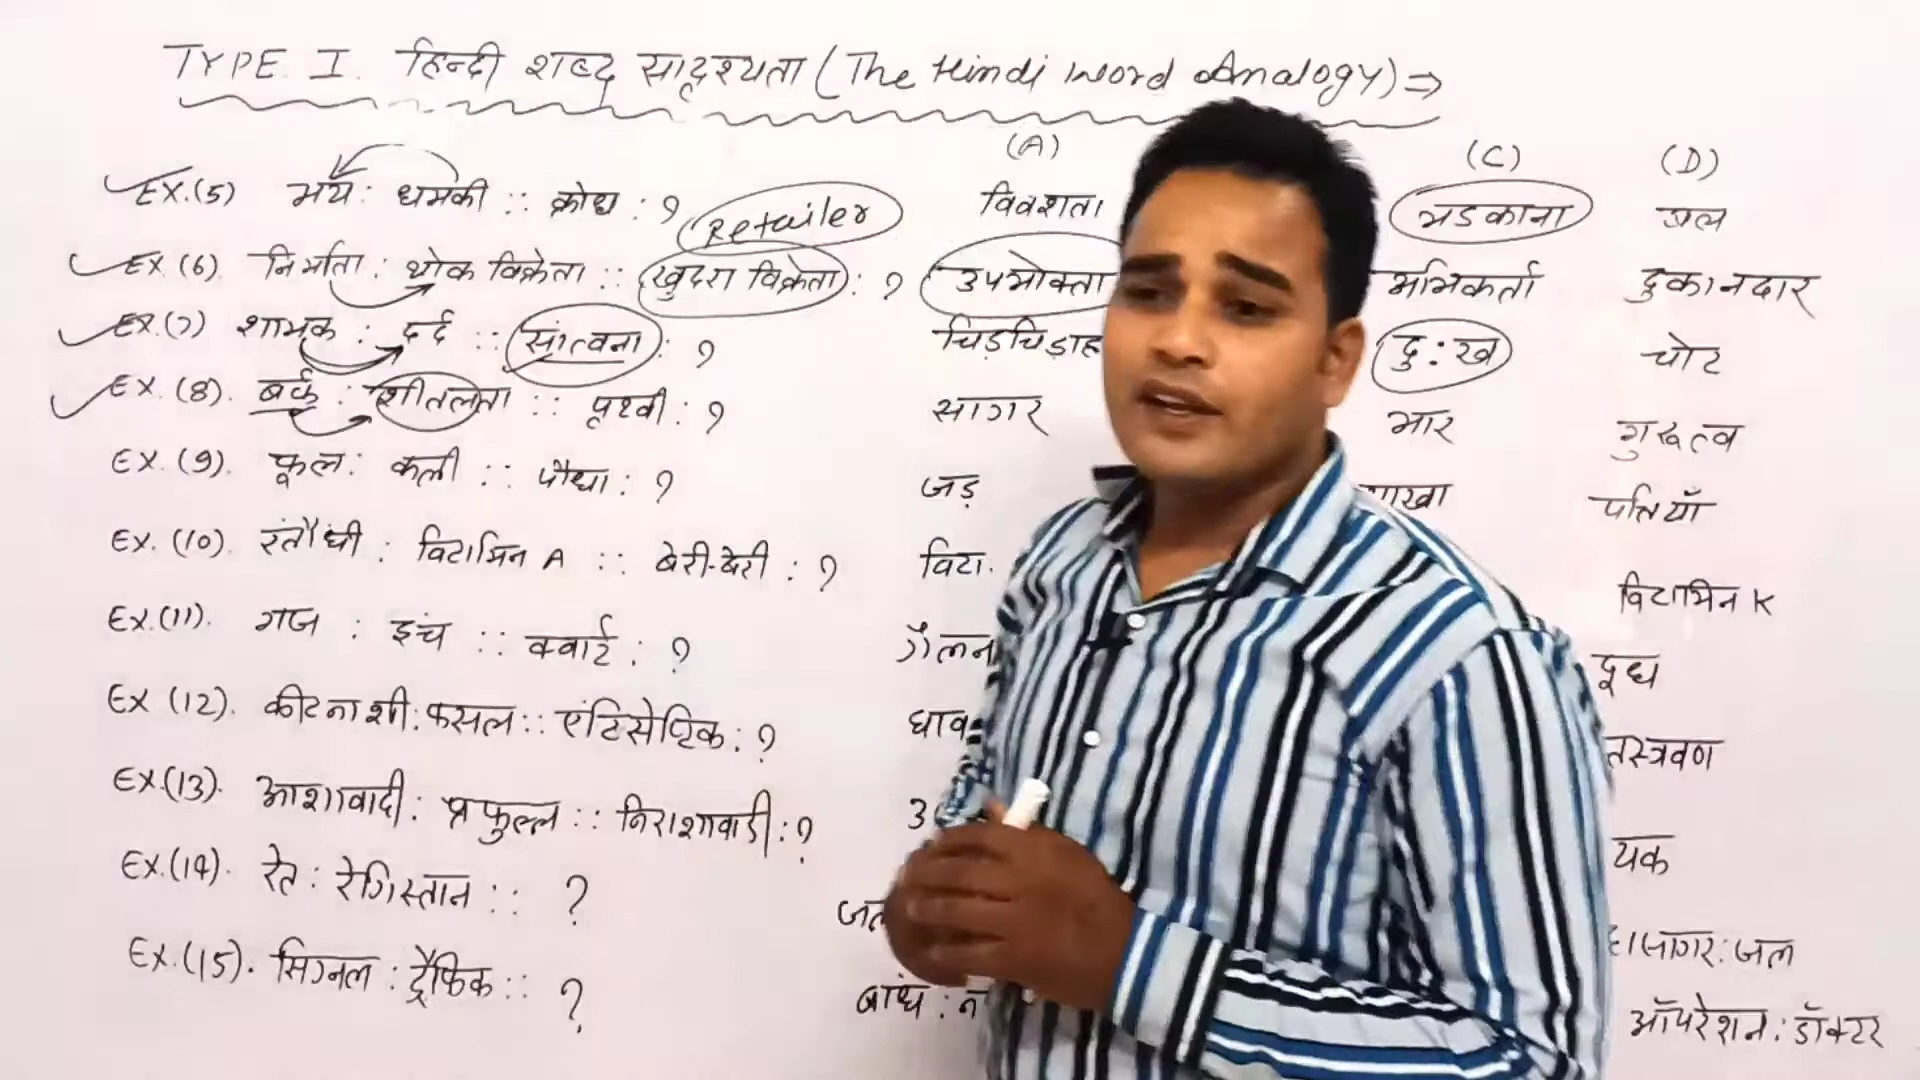 TYPE I. हिन्दी शब्द सादृश्यता (The Hindi Word Analogy) ⇒
(A) (C) (D)
Ex.(5) भय : धमकी :: क्रोध : ? विवशता भडकाना
Retailer
Ex.(6). निर्माता : थोक विक्रेता :: खुदरा विक्रेता : ? उपभोक्ता अभिकर्ता दुकानदार
Ex.(7) शामक : दर्द :: सांत्वना : ? दु:ख चोट
Ex.(8). बर्फ : शीतलता :: पृथ्वी : ? सागर भार गुरुत्व
Ex.(9). फूल : कली :: पौधा : ? जड़ पत्तियाँ
Ex.(10). रतौंधी : विटामिन A :: बेरी-बेरी : ? विटा. विटामिन K
Ex.(11). गज : इंच :: क्वार्ट : ? गैलन दूध
Ex.(12). कीटनाशी : फसल :: एंटिसेप्टिक : ? घाव
Ex.(13). आशावादी : प्रफुल्ल :: निराशावादी : ?
Ex.(14). रेत : रेगिस्तान :: ? सागर : जल
Ex.(15). सिग्नल : ट्रैफिक :: ? बांध : ऑपरेशन : डॉक्टर